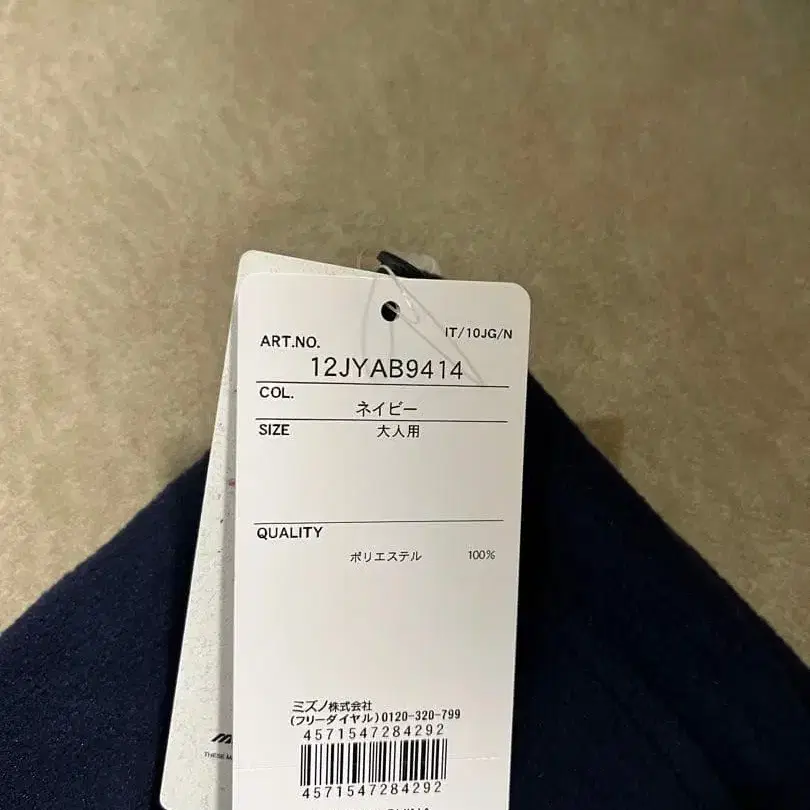 ART.NO.
IT/10JG/N
12JYAB9414
COL.
ネイビー
SIZE 大人用
QUALITY
ポリエステル 100%
ミズノ株式会社
(フリーダイヤル)0120-320-799
4571547284292
4571547284292
THESE